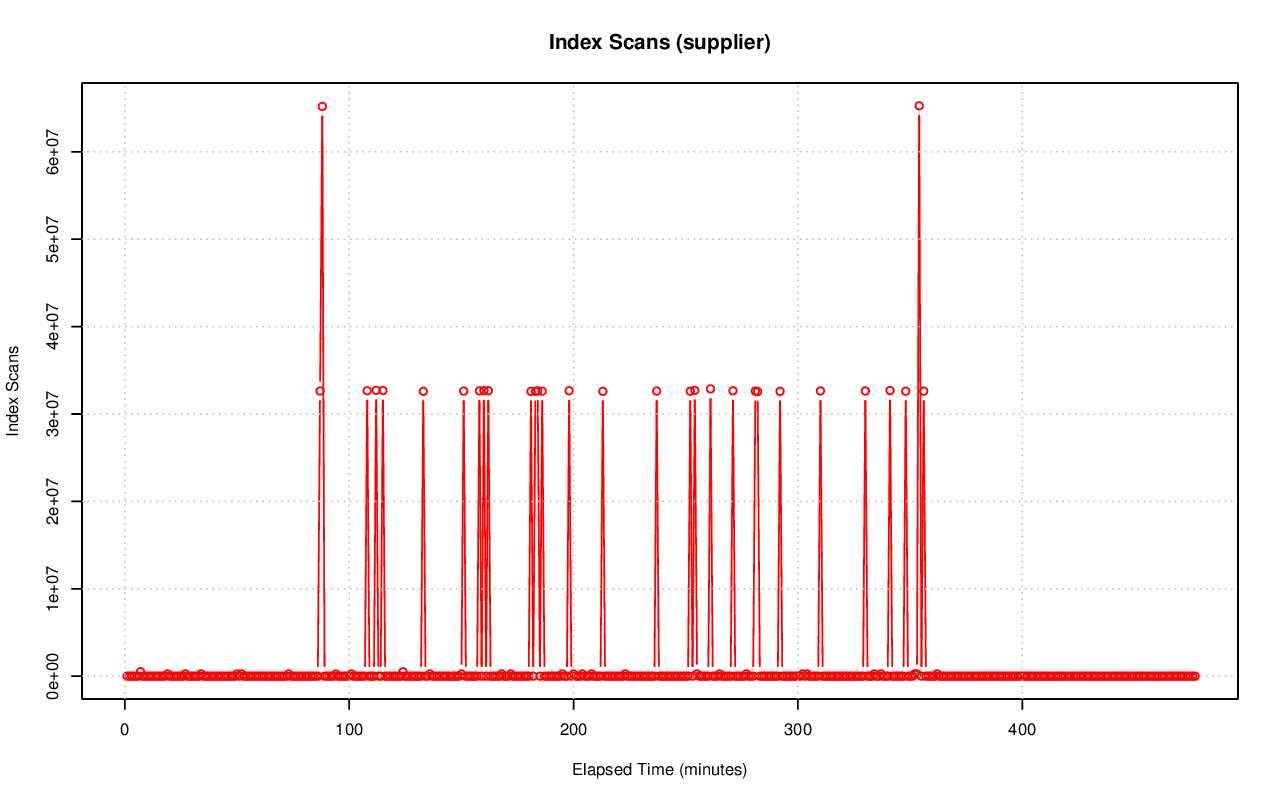 Index Scans (supplier)
Index Scans
6e+07
5e+07
4e+07
3e+07
2e+07
1e+07
0e+00
0 100 200 300 400
Elapsed Time (minutes)